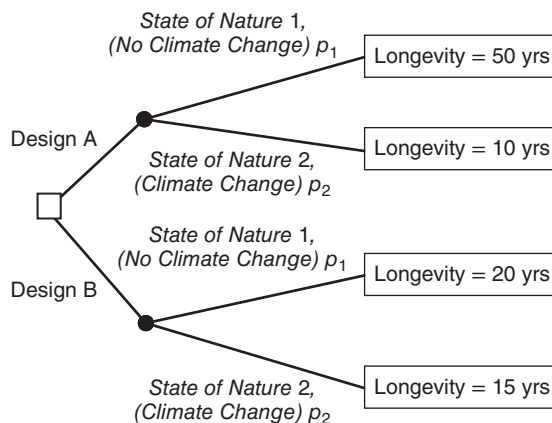 State of Nature 1,
(No Climate Change) p1
Longevity = 50 yrs
Design A
Longevity = 10 yrs
State of Nature 2,
(Climate Change) p2
State of Nature 1,
(No Climate Change) p1
Longevity = 20 yrs
Design B
Longevity = 15 yrs
State of Nature 2,
(Climate Change) p2